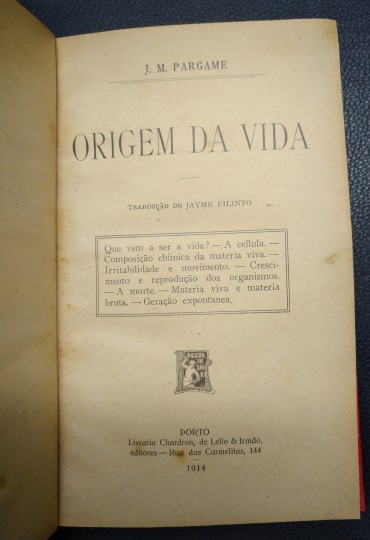 J. M. PARGAME
ORIGEM DA VIDA
TRADUCÇÃO DE JAYME FILINTO
Que vem a ser a vida? — A cellula. —
Composição chimica da materia viva. —
Irritabilidade e movimento. — Cresci-
mento e reprodução dos organismos.
— A morte. — Materia viva e materia
bruta. — Geração expontanea.
PORTO
Livraria Chardron, de Lello & Irmão,
editores — Rua das Carmelitas, 144
1914